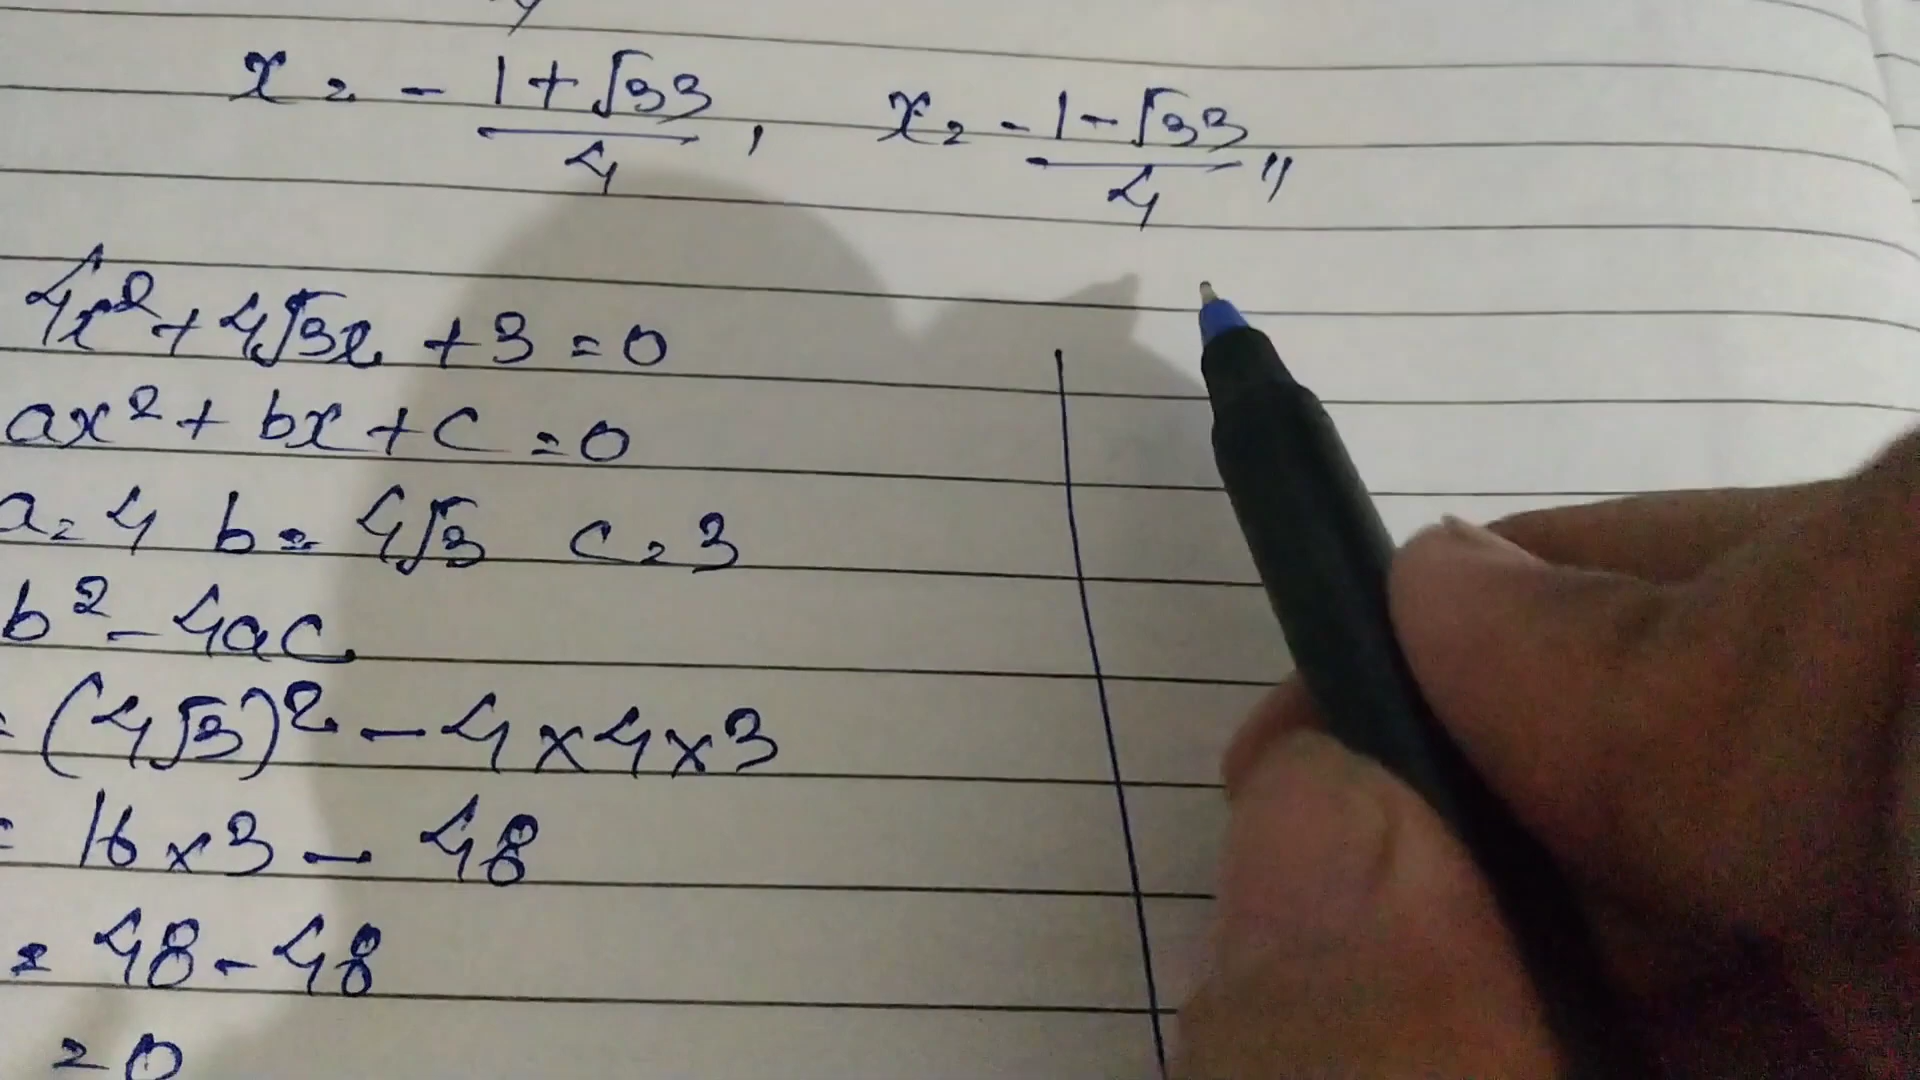 x = -1+√33/4, x = -1-√33/4,,
4x² + 4√3x + 3 = 0
ax² + bx + c = 0
a = 4 b = 4√3 c = 3
b² - 4ac
= (4√3)² - 4×4×3
= 16×3 - 48
= 48 - 48
= 0